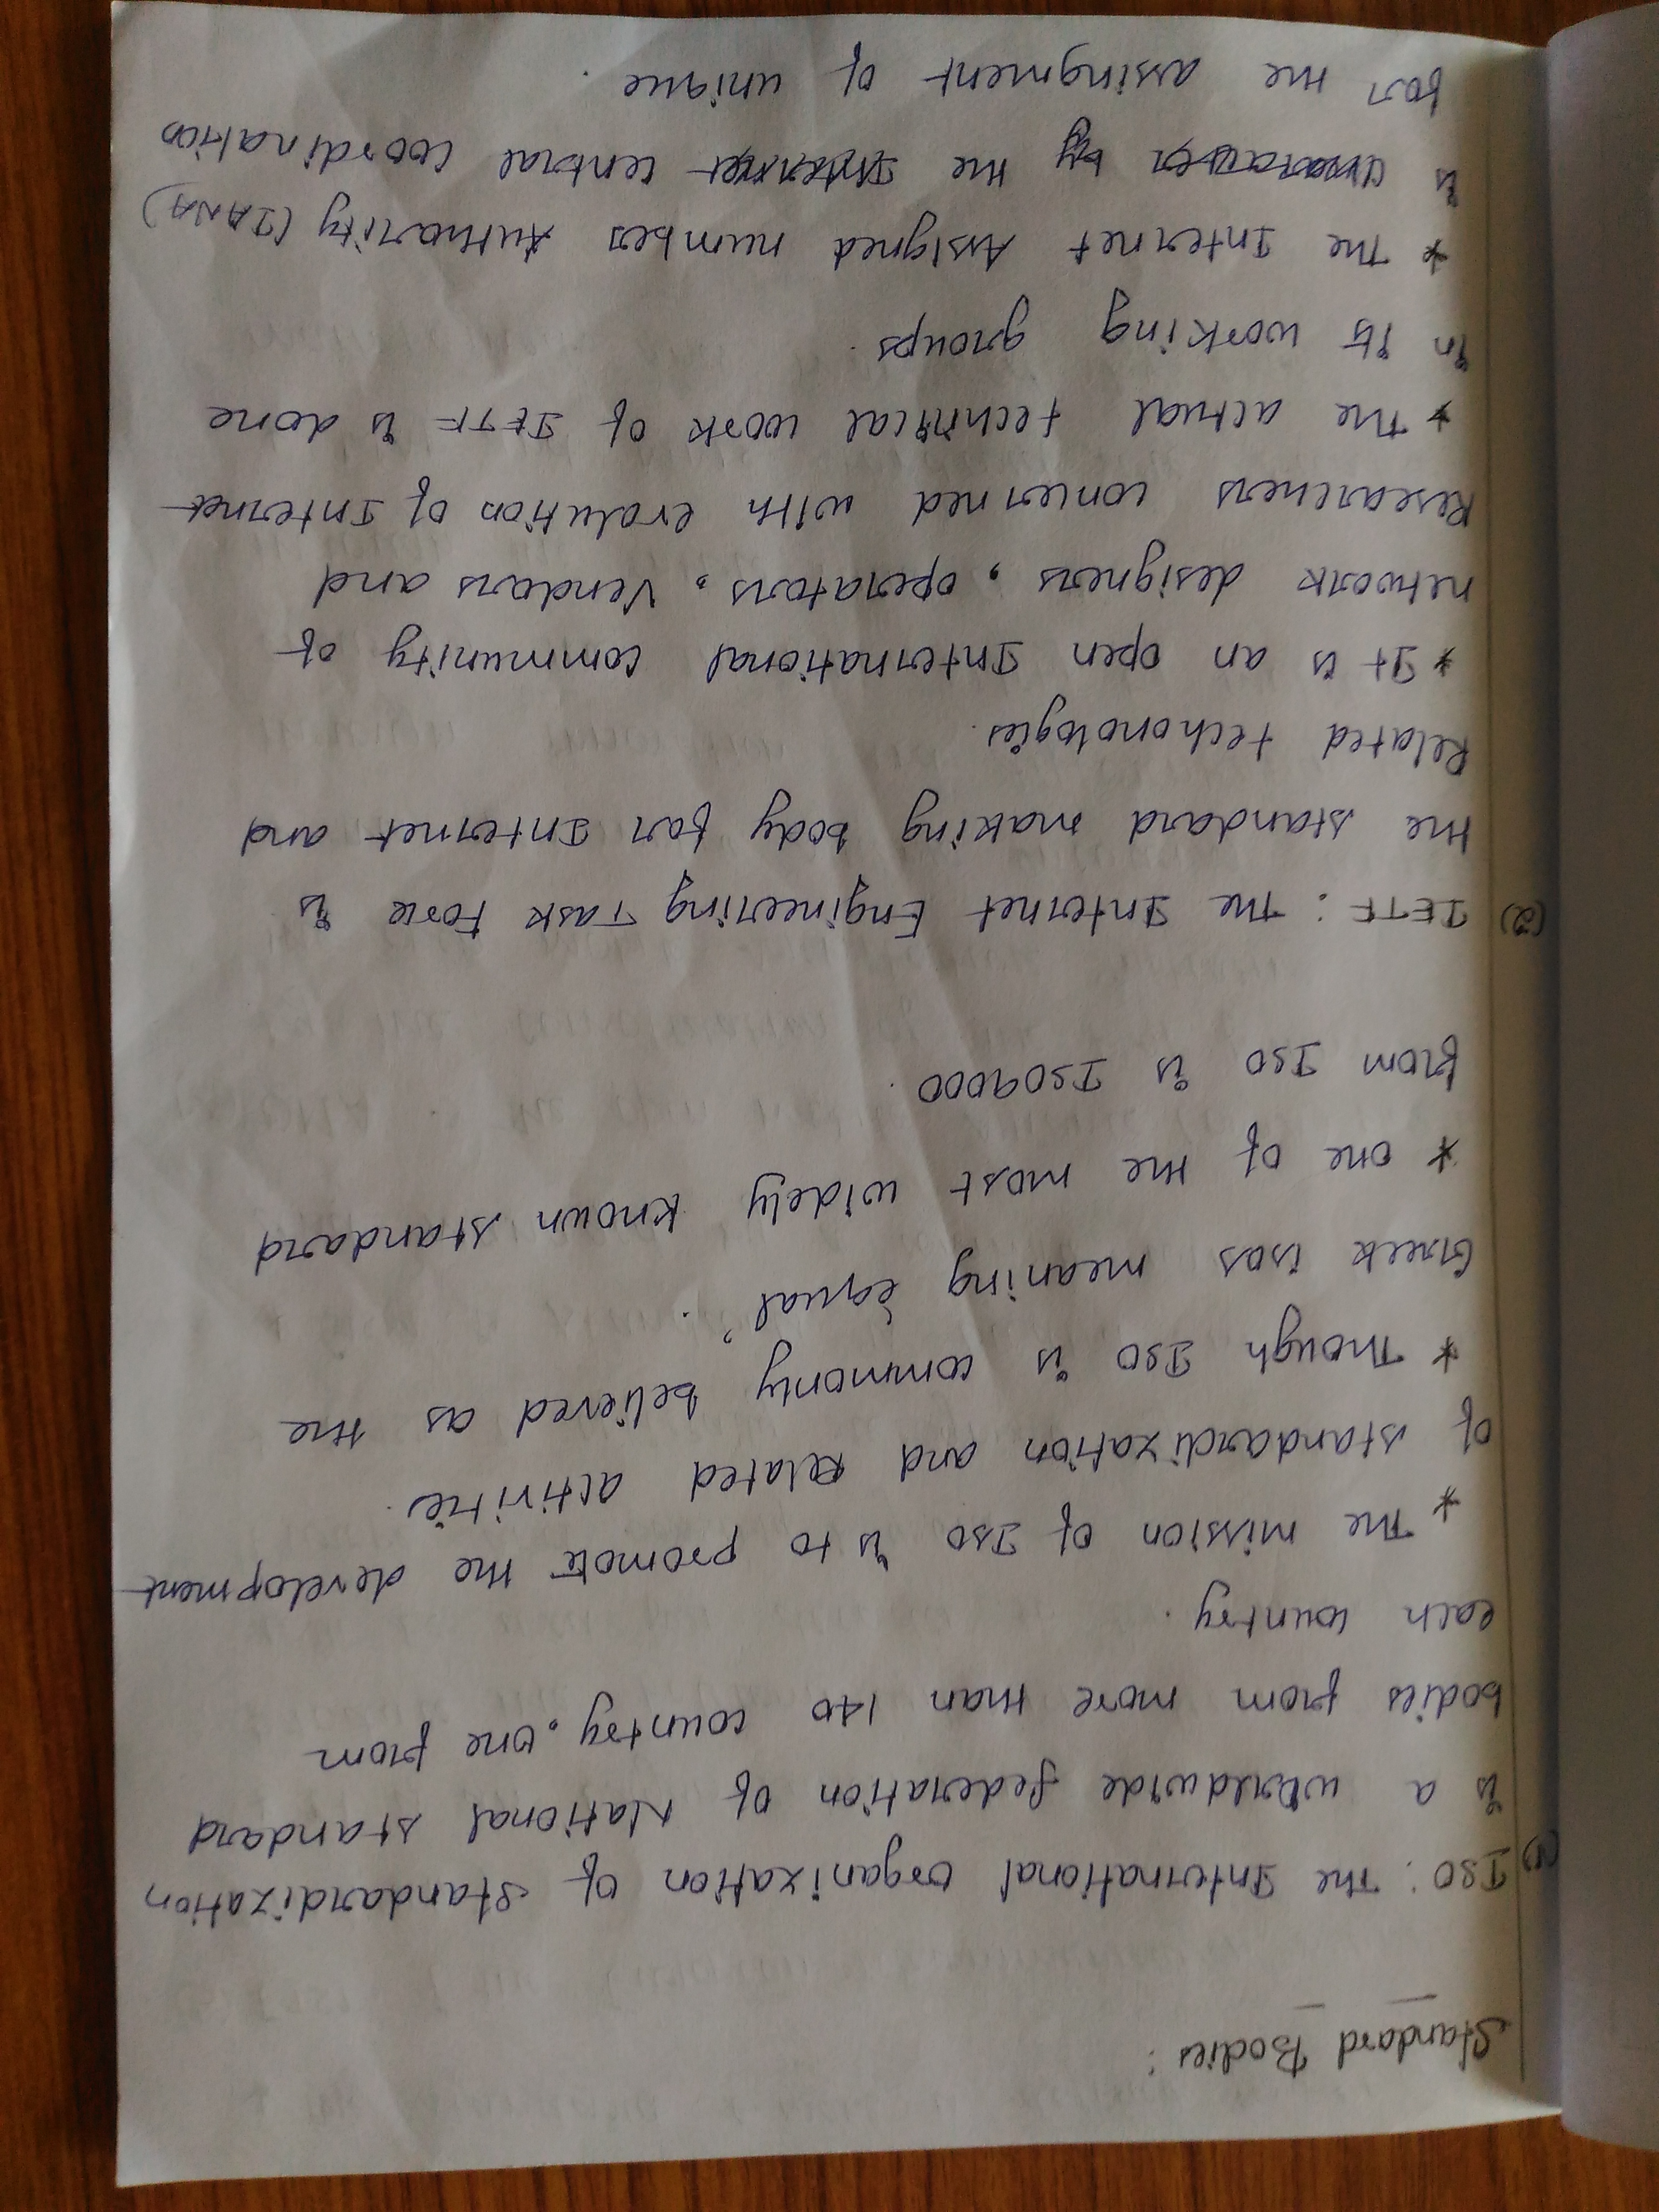 Standard Bodies :
(1) ISO : The International organization of standardization
is a worldwide federation of National standard
bodies from more than 140 country, one from
each country.
* The mission of ISO is to promote the development
of standardization and related activities.
* Though ISO is commonly believed as the
Greek isos meaning 'equal'.
* one of the most widely known standard
from ISO is ISO9000.
(2) IETF : The Internet Engineering Task Force is
the standard making body for Internet and
Related techonologies.
* It is an open International community of
network designers, operators, Vendors and
Researchers concerned with evolution of Internet
* The actual technical work of IETF is done
in its working groups.
* The Internet Assigned number Authority (IANA)
is by the Internet central coordination
for the assingment of unique.